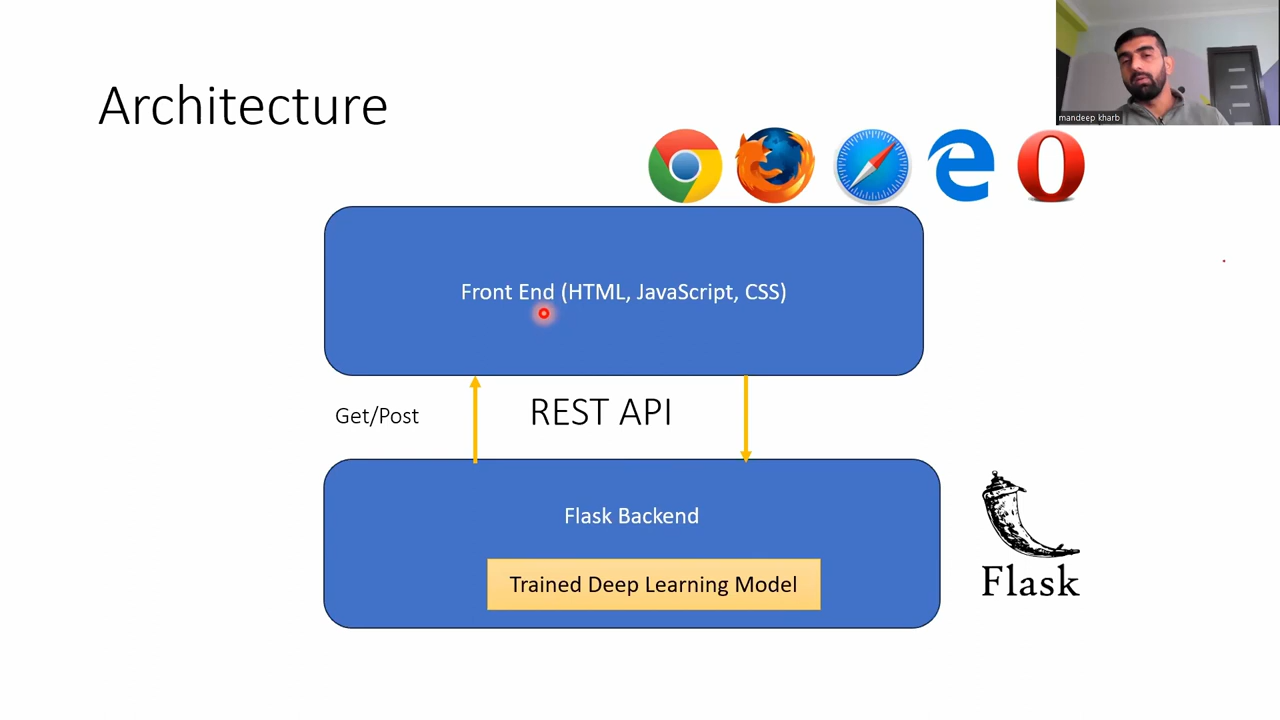 Architecture
mandeep kharb
Front End (HTML, JavaScript, CSS)
Get/Post
REST API
Flask Backend
Trained Deep Learning Model
Flask